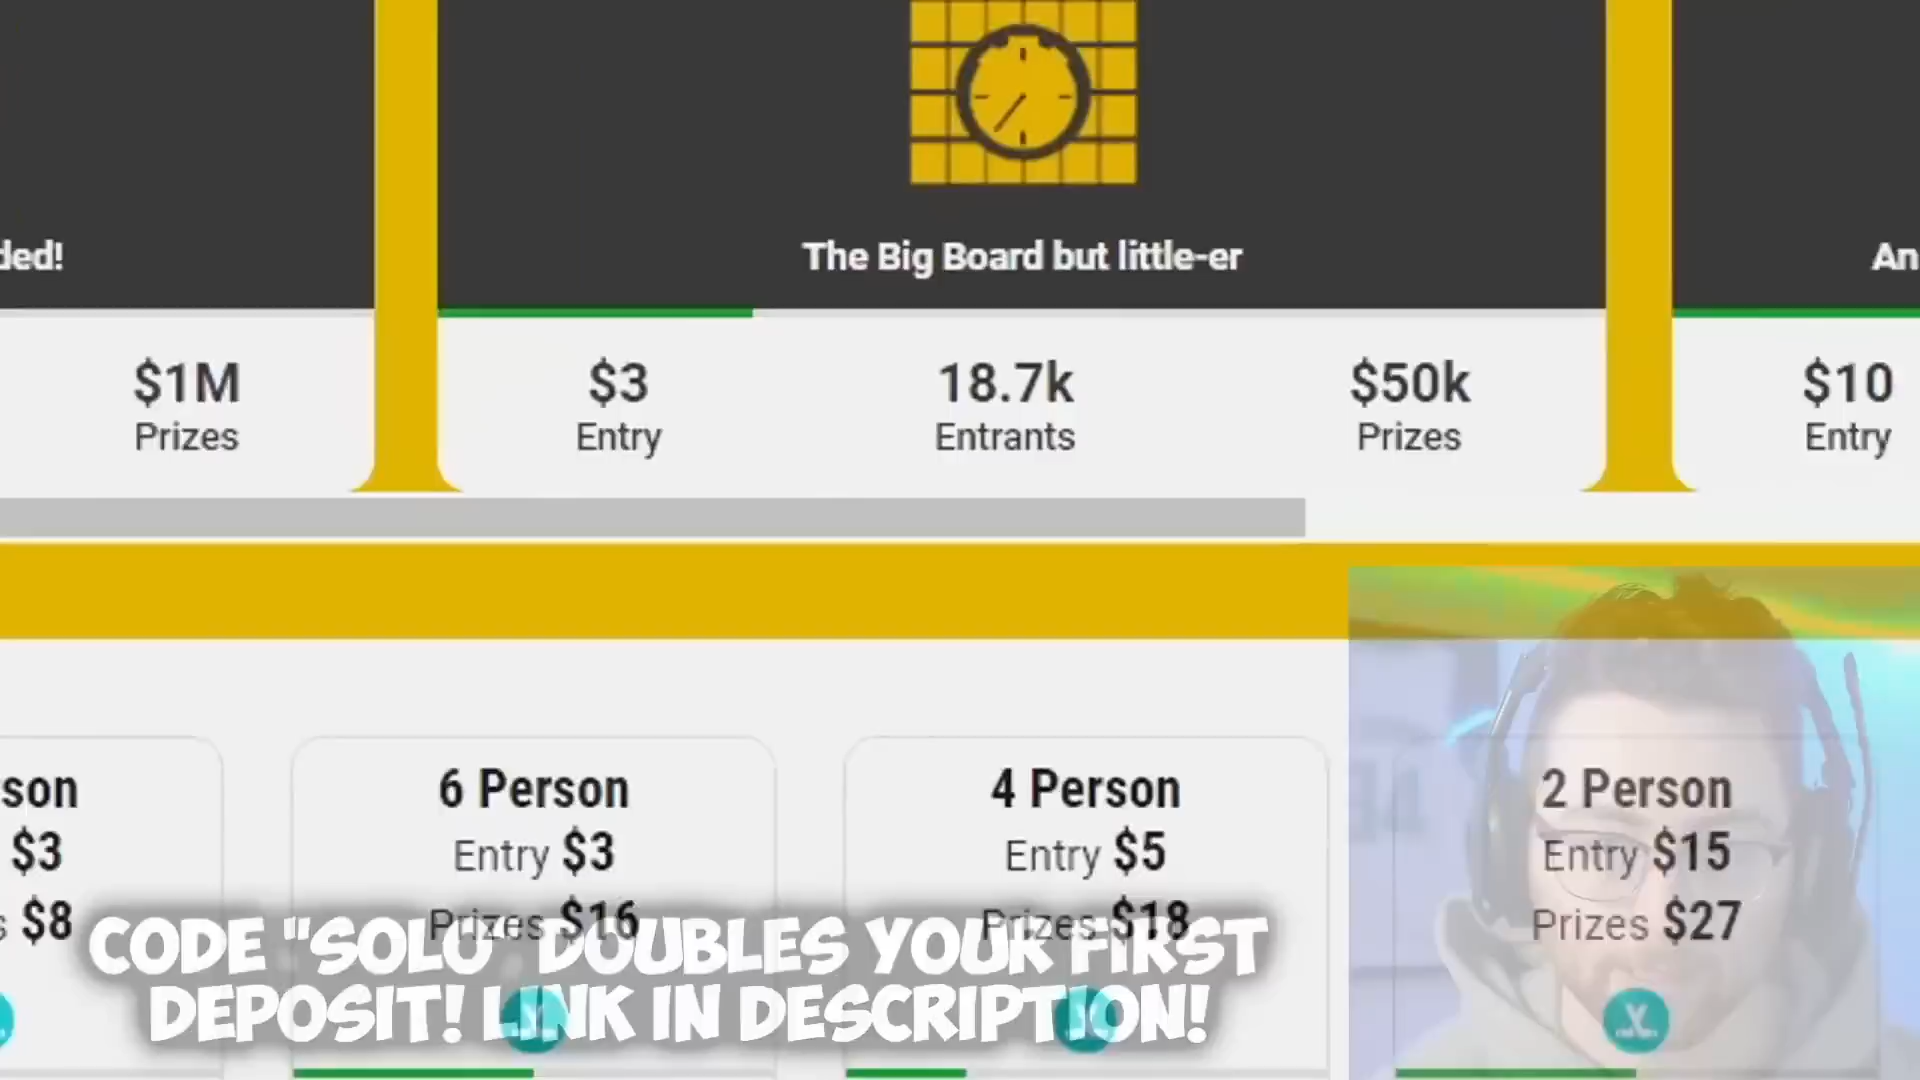 ded!
The Big Board but little-er
An
$1M
Prizes
$3
Entry
18.7k
Entrants
$50k
Prizes
$10
Entry
son
$3
$8
6 Person
Entry $3
Prizes $16
4 Person
Entry $5
Prizes $18
2 Person
Entry $15
Prizes $27
CODE "SOLO" DOUBLES YOUR FIRST
DEPOSIT! LINK IN DESCRIPTION!